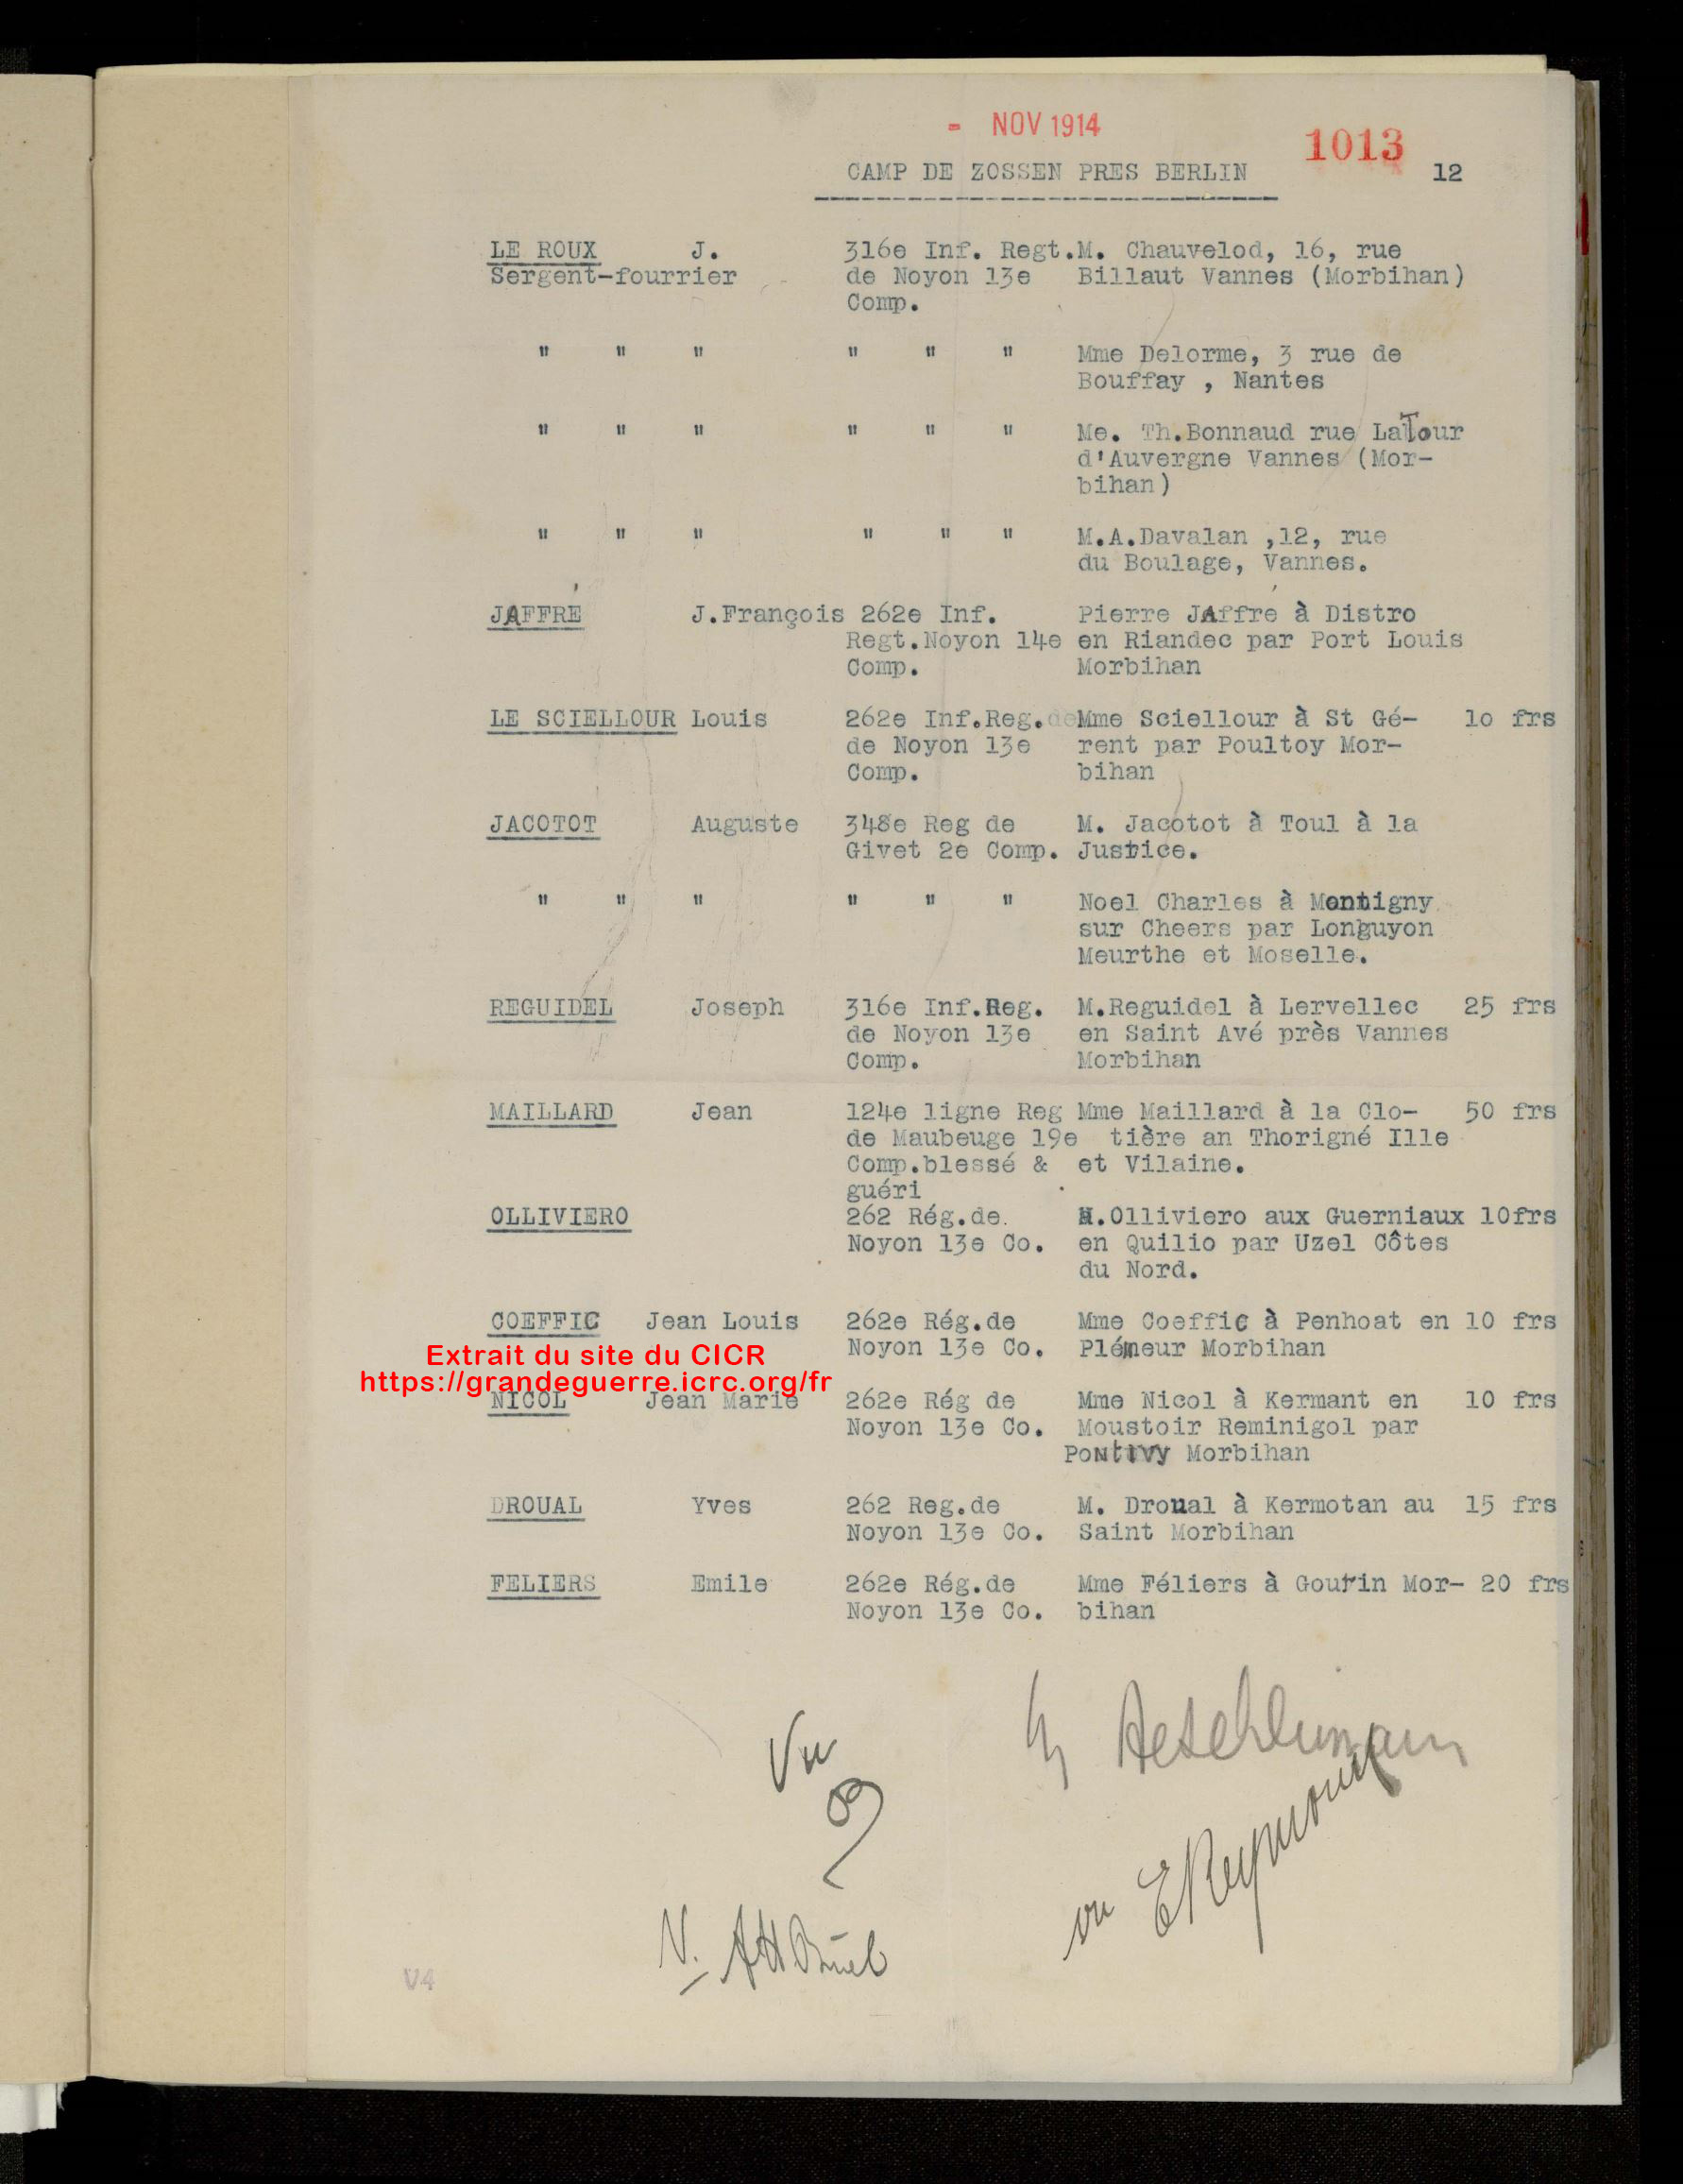 - NOV 1914
1013
CAMP DE ZOSSEN PRES BERLIN 12
LE ROUX J. 316e Inf. Regt. M. Chauvelod, 16, rue
Sergent-fourrier de Noyon 13e Billaut Vannes (Morbihan)
Comp.
" " " " " " Mme Delorme, 3 rue de
Bouffay , Nantes
" " " " " " Me. Th.Bonnaud rue LaTour
d'Auvergne Vannes (Mor-
bihan)
" " " " " " M.A.Davalan ,12, rue
du Boulage, Vannes.
JAFFRÉ J.François 262e Inf. Pierre JAffré à Distro
Regt.Noyon 14e en Riandec par Port Louis
Comp. Morbihan
LE SCIELLOUR Louis 262e Inf.Reg.de Mme Sciellour à St Gé- 1o frs
de Noyon 13e rent par Poultoy Mor-
Comp. bihan
JACOTOT Auguste 348e Reg de M. Jacotot à Toul à la
Givet 2e Comp. Justice.
" " " " " " Noel Charles à Montigny
sur Cheers par Longuyon
Meurthe et Moselle.
REGUIDEL Joseph 316e Inf.Reg. M.Reguidel à Lervellec 25 frs
de Noyon 13e en Saint Avé près Vannes
Comp. Morbihan
MAILLARD Jean 124e ligne Reg Mme Maillard à la Clo- 50 frs
de Maubeuge 19e tière an Thorigné Ille
Comp.blessé & et Vilaine.
guéri
OLLIVIERO 262 Rég.de M.Olliviero aux Guerniaux 10frs
Noyon 13e Co. en Quilio par Uzel Côtes
du Nord.
COEFFIC Jean Louis 262e Rég.de Mme Coeffic à Penhoat en 10 frs
Noyon 13e Co. Plémeur Morbihan
Extrait du site du CICR
https://grandeguerre.icrc.org/fr
NICOL Jean Marie 262e Rég de Mme Nicol à Kermant en 10 frs
Noyon 13e Co. Moustoir Reminigol par
Pontivy Morbihan
DROUAL Yves 262 Reg.de M. Droual à Kermotan au 15 frs
Noyon 13e Co. Saint Morbihan
FELIERS Emile 262e Rég.de Mme Féliers à Gourin Mor- 20 frs
Noyon 13e Co. bihan
Vu
Aeschlimann
vu E Reymond
V.
V4